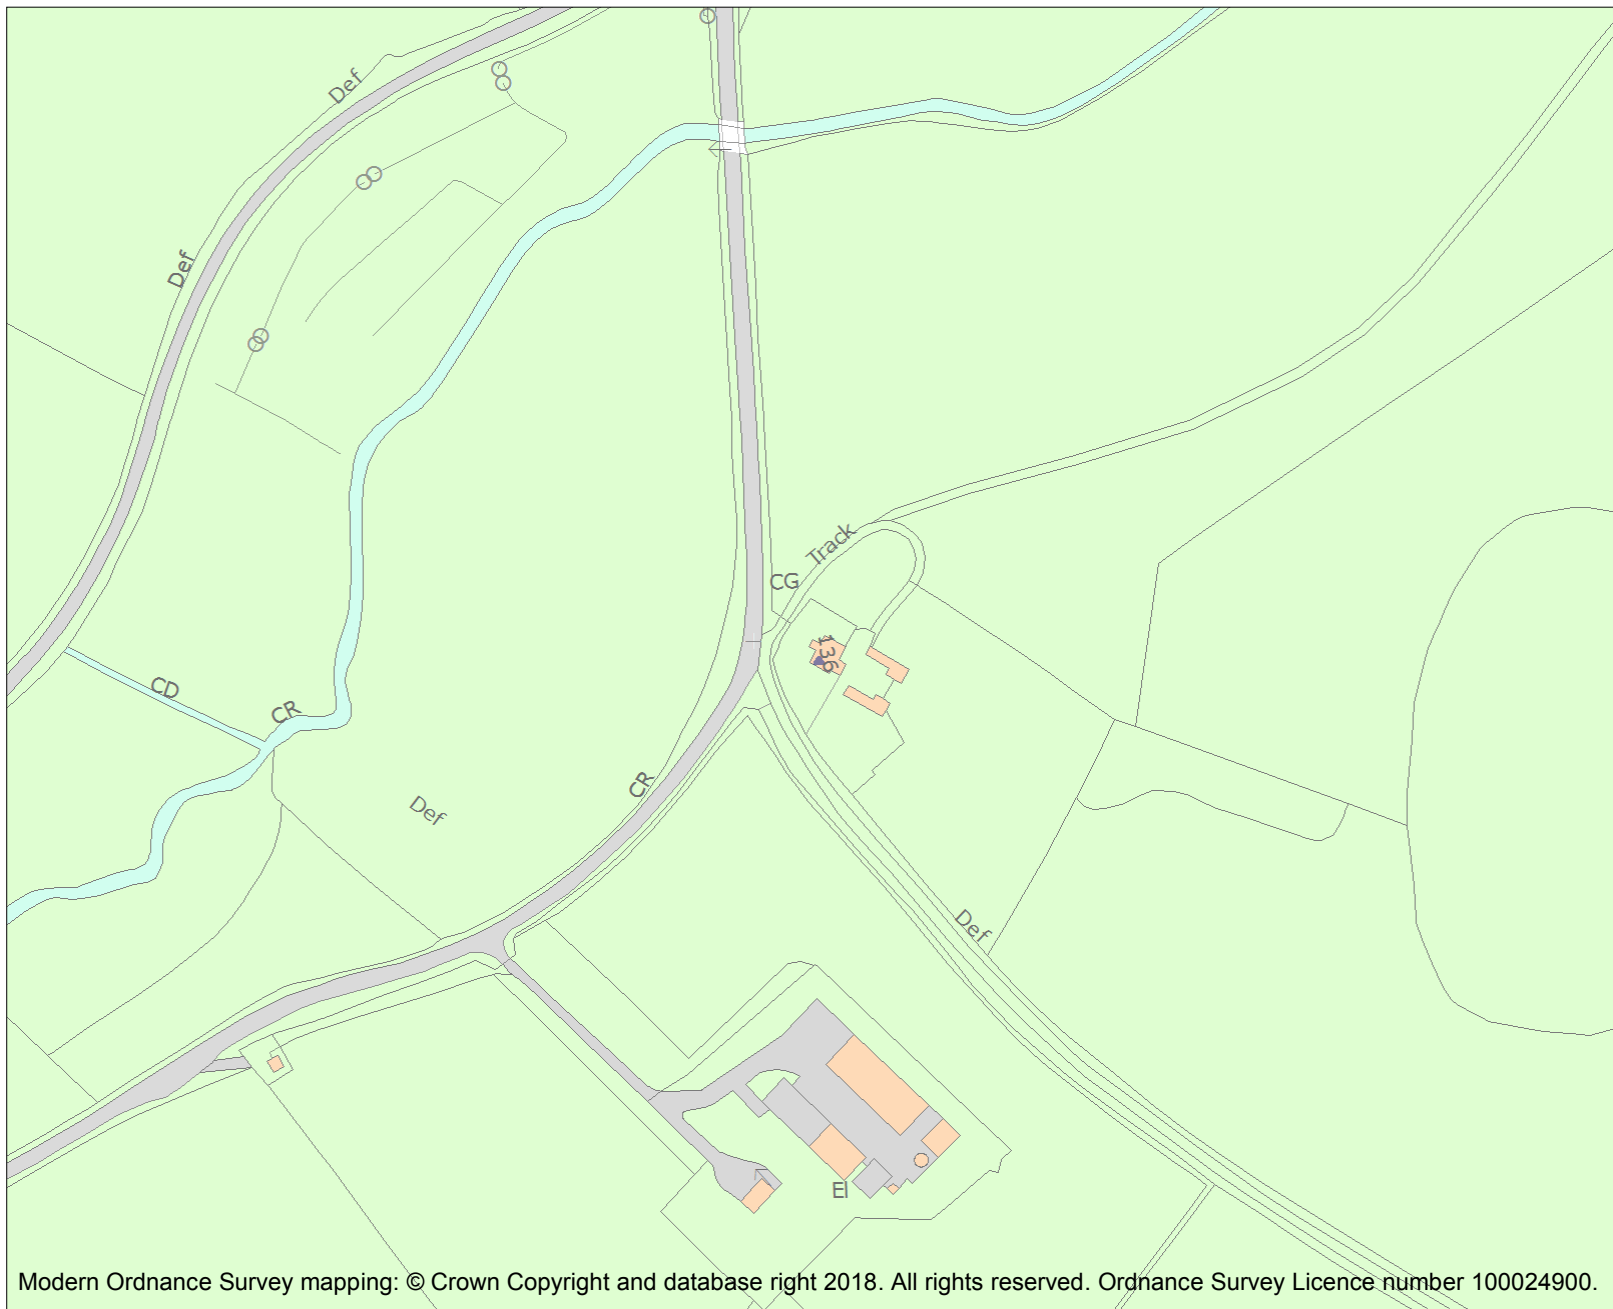 Def
Def
Track
CG
136
CD
CR
CR
Def
Def
El
Modern Ordnance Survey mapping: © Crown Copyright and database right 2018. All rights reserved. Ordnance Survey Licence number 100024900.